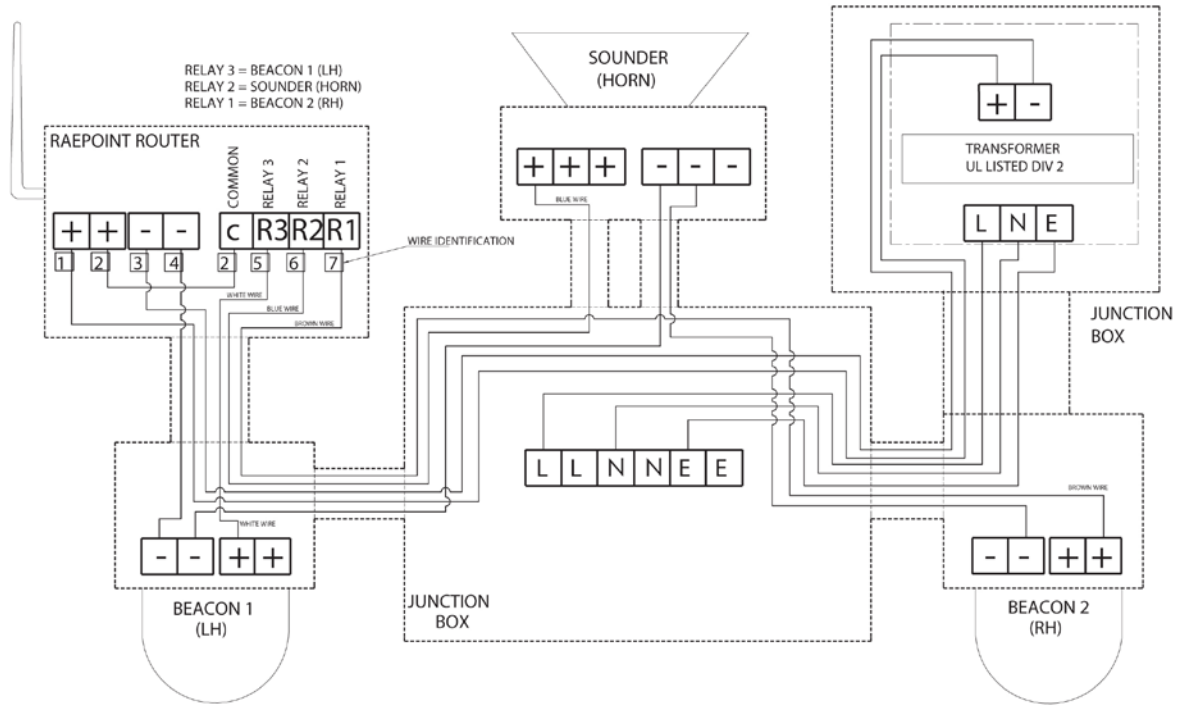 RELAY 3 = BEACON 1 (LH)
RELAY 2 = SOUNDER (HORN)
RELAY 1 = BEACON 2 (RH)
RAEPOINT ROUTER
COMMON
RELAY 3
RELAY 2
RELAY 1
+ + - - C R3 R2 R1
1 2 3 4 2 5 6 7
WIRE IDENTIFICATION
WHITE WIRE
BLUE WIRE
BROWN WIRE
SOUNDER
(HORN)
+ + + - - -
BLUE WIRE
+ -
TRANSFORMER
UL LISTED DIV 2
L N E
JUNCTION
BOX
L L N N E E
BROWN WIRE
WHITE WIRE
- - + +
BEACON 1
(LH)
JUNCTION
BOX
- - + +
BEACON 2
(RH)